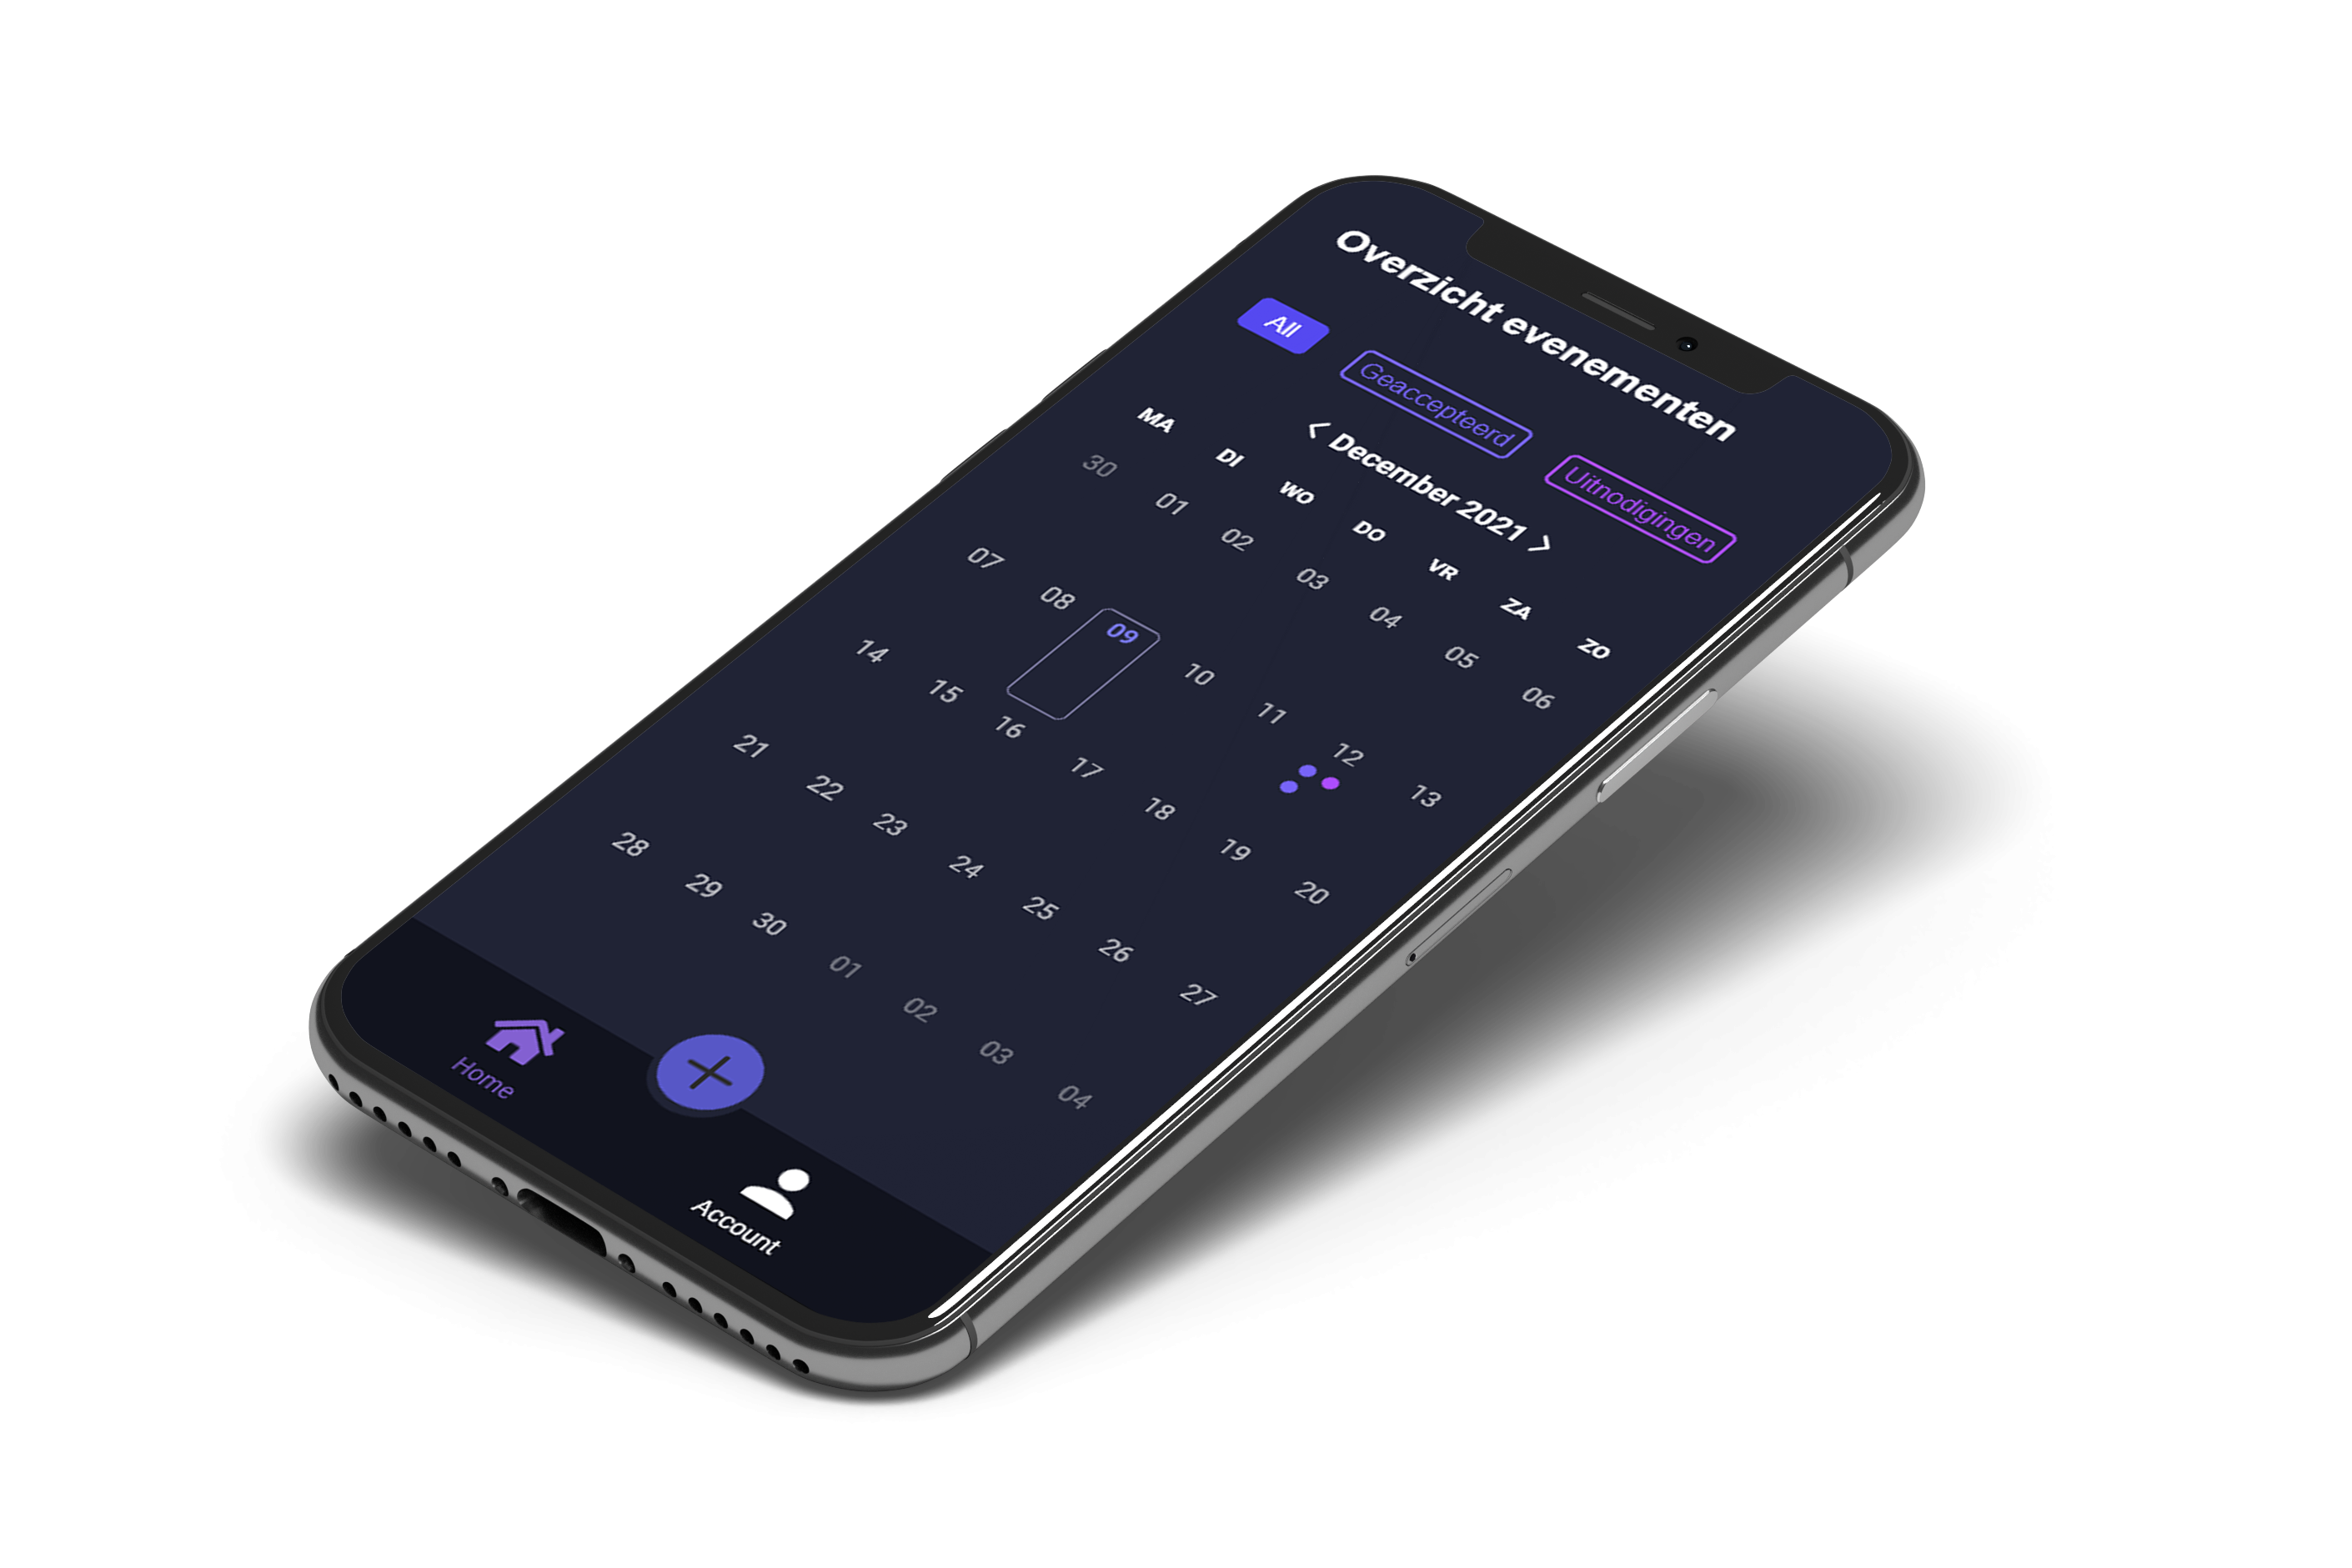 Overzicht evenementen
All Geaccepteerd Uitnodigingen
< December 2021 >
MA DI WO DO VR ZA ZO
30 01 02 03 04 05 06
07 08 09 10 11 12 13
14 15 16 17 18 19 20
21 22 23 24 25 26 27
28 29 30 01 02 03 04
Home Account